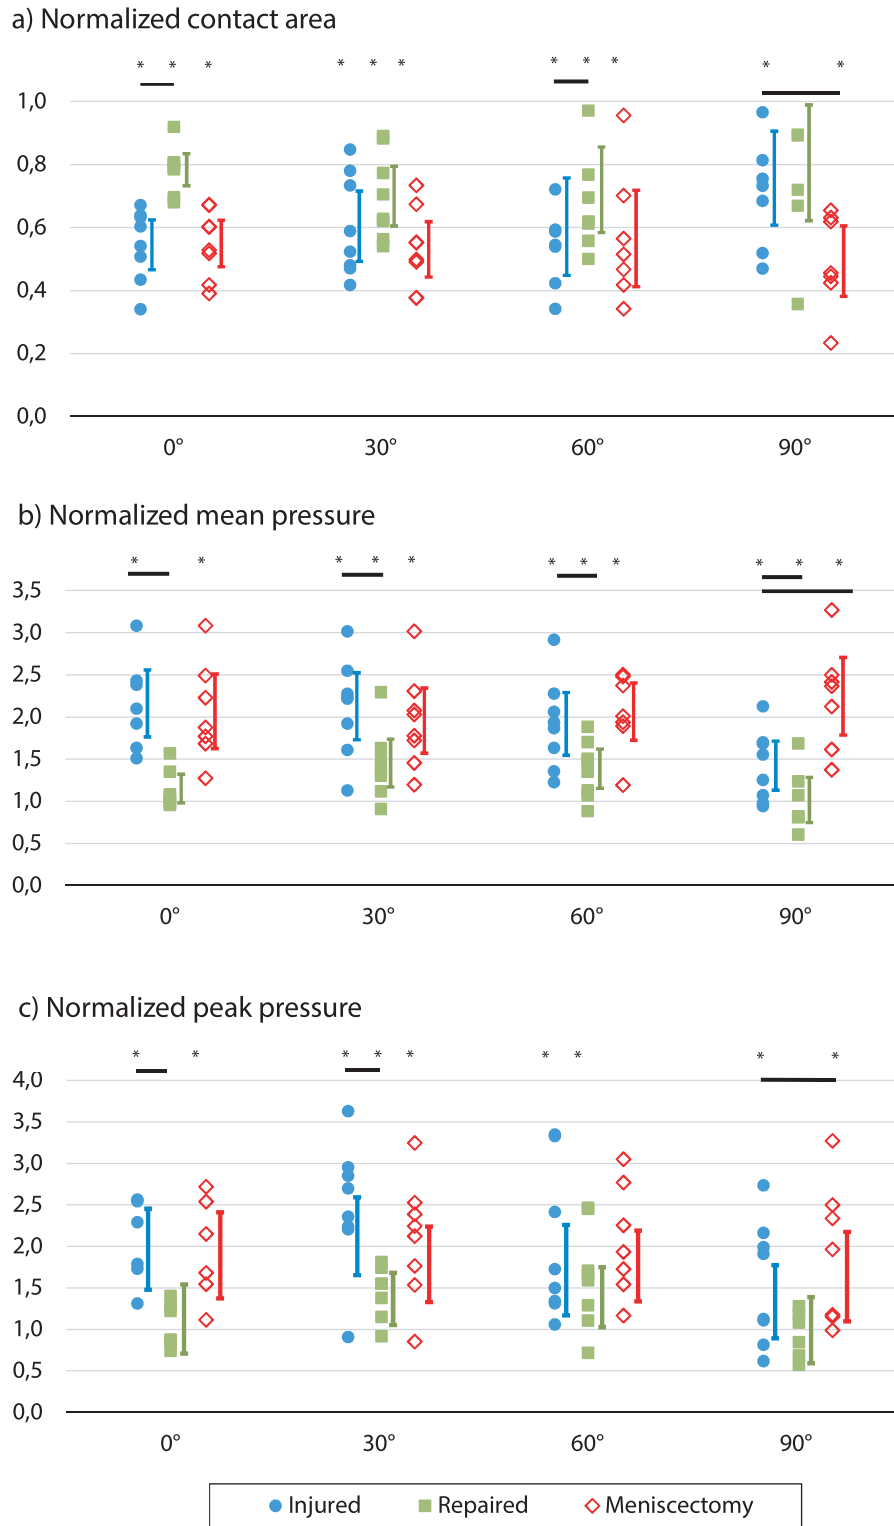 a) Normalized contact area
* * * * * * * * * * *
1,0
0,8
0,6
0,4
0,2
0,0
0° 30° 60° 90°
b) Normalized mean pressure
* * * * * * * * * * *
3,5
3,0
2,5
2,0
1,5
1,0
0,5
0,0
0° 30° 60° 90°
c) Normalized peak pressure
* * * * * * * * *
4,0
3,5
3,0
2,5
2,0
1,5
1,0
0,5
0,0
0° 30° 60° 90°
Injured Repaired Meniscectomy